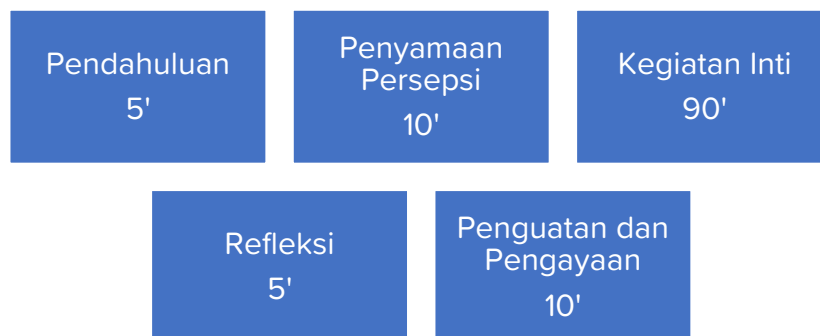 Pendahuluan
5'
Penyamaan
Persepsi
10'
Kegiatan Inti
90'
Refleksi
5'
Penguatan dan
Pengayaan
10'